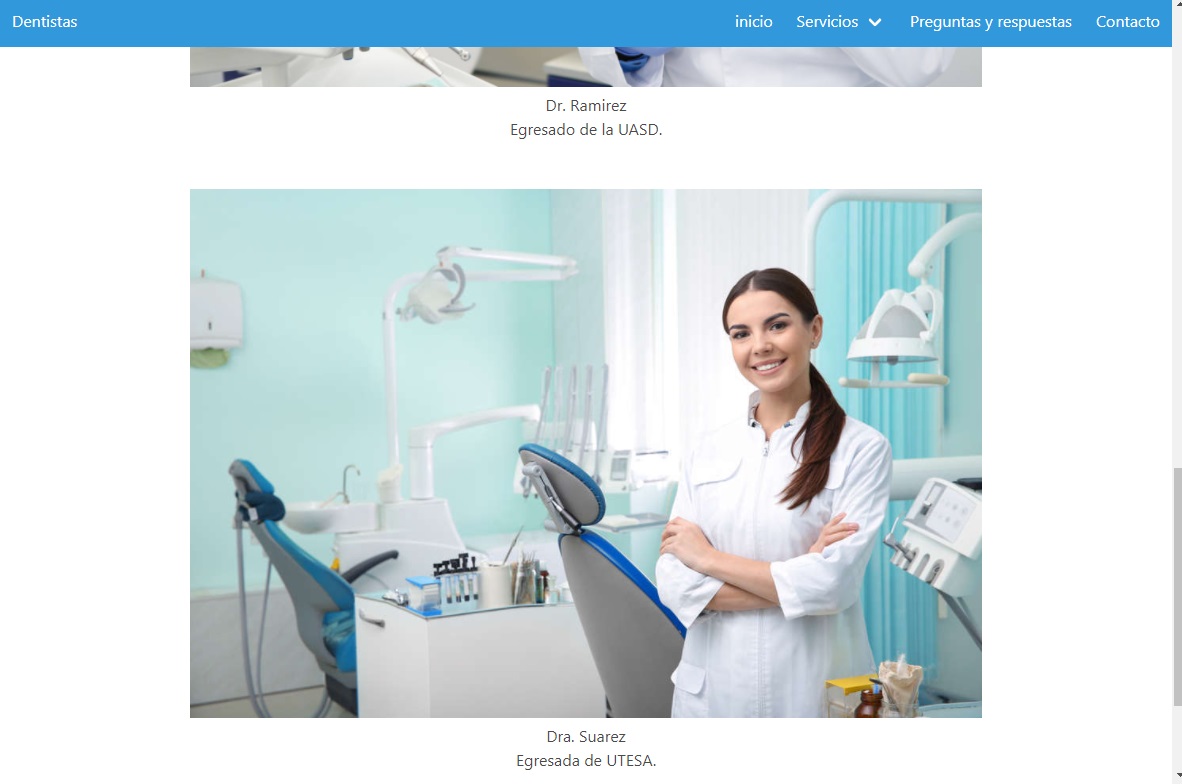 Dentistas
inicio
Servicios
Preguntas y respuestas
Contacto
Dr. Ramirez
Egresado de la UASD.
Dra. Suarez
Egresada de UTESA.